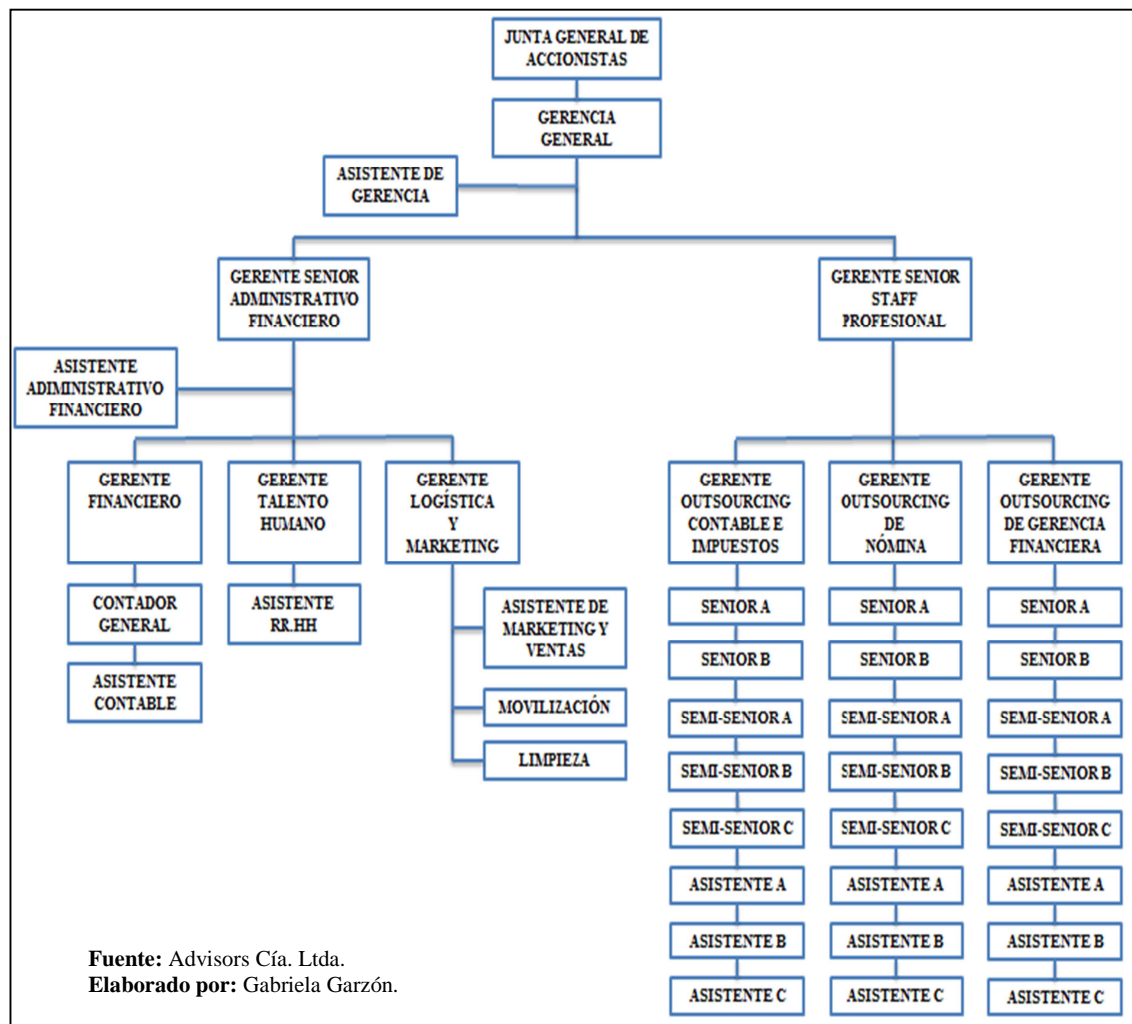 JUNTA GENERAL DE
ACCIONISTAS
GERENCIA
GENERAL
ASISTENTE DE
GERENCIA
GERENTE SENIOR
ADMINISTRATIVO
FINANCIERO
GERENTE SENIOR
STAFF
PROFESIONAL
ASISTENTE
ADIMINISTRATIVO
FINANCIERO
GERENTE
FINANCIERO
GERENTE
TALENTO
HUMANO
GERENTE
LOGÍSTICA
Y
MARKETING
GERENTE
OUTSOURCING
CONTABLE E
IMPUESTOS
GERENTE
OUTSOURCING
DE
NÓMINA
GERENTE
OUTSOURCING
DE GERENCIA
FINANCIERA
CONTADOR
GENERAL
ASISTENTE
CONTABLE
ASISTENTE
RR.HH
ASISTENTE DE
MARKETING Y
VENTAS
MOVILIZACIÓN
LIMPIEZA
SENIOR A
SENIOR B
SEMI-SENIOR A
SEMI-SENIOR B
SEMI-SENIOR C
ASISTENTE A
ASISTENTE B
ASISTENTE C
SENIOR A
SENIOR B
SEMI-SENIOR A
SEMI-SENIOR B
SEMI-SENIOR C
ASISTENTE A
ASISTENTE B
ASISTENTE C
SENIOR A
SENIOR B
SEMI-SENIOR A
SEMI-SENIOR B
SEMI-SENIOR C
ASISTENTE A
ASISTENTE B
ASISTENTE C
Fuente: Advisors Cía. Ltda.
Elaborado por: Gabriela Garzón.